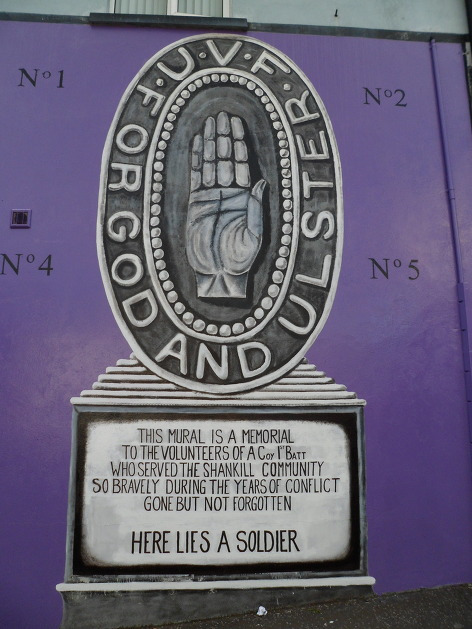 U.V.F.
FOR GOD AND ULSTER
Nº1
Nº2
Nº4
Nº5
THIS MURAL IS A MEMORIAL
TO THE VOLUNTEERS OF A Coy 1st BATT
WHO SERVED THE SHANKILL COMMUNITY
SO BRAVELY DURING THE YEARS OF CONFLICT
GONE BUT NOT FORGOTTEN
HERE LIES A SOLDIER